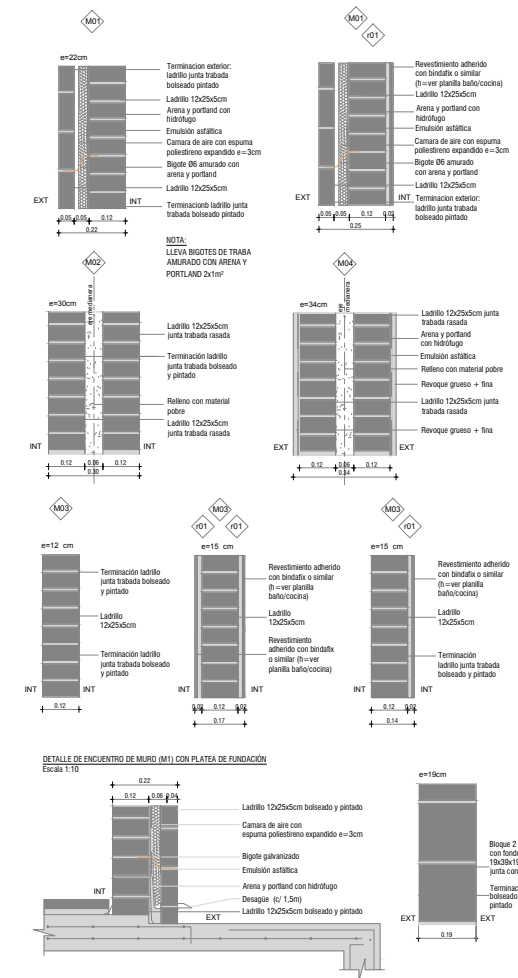 M01
e=22cm
Terminacion exterior:
ladrillo junta trabada
bolseado pintado
Ladrillo 12x25x5cm
Arena y portland con
hidrófugo
Emulsión asfáltica
Camara de aire con espuma
poliestireno expandido e=3cm
Bigote Ø6 amurado con
arena y portland
Ladrillo 12x25x5cm
Terminacionb ladrillo junta
trabada bolseado pintado
EXT
INT
0.05 0.05 0.12
0.22
NOTA:
LLEVA BIGOTES DE TRABA
AMURADO CON ARENA Y
PORTLAND 2x1m²
M01
r01
Revestimiento adherido
con bindafix o similar
(h=ver planilla baño/cocina)
Ladrillo 12x25x5cm
Arena y portland con
hidrófugo
Emulsión asfáltica
Camara de aire con espuma
poliestireno expandido e=3cm
Bigote Ø6 amurado
con arena y portland
Ladrillo 12x25x5cm
Terminacion exterior:
ladrillo junta trabada
bolseado pintado
EXT
INT
0.05 0.05 0.12 0.02
0.25
M02
e=30cm
eje medianera
Ladrillo 12x25x5cm
junta trabada rasada
Terminación ladrillo
junta trabada bolseado
y pintado
Relleno con material
pobre
Ladrillo 12x25x5cm
junta trabada rasada
INT
INT
0.12 0.06 0.12
0.30
M04
e=34cm
eje
medianera
Ladrillo 12x25x5cm junta
trabada rasada
Arena y portland
con hidrófugo
Emulsión asfáltica
Relleno con material pobre
Revoque grueso + fina
Ladrillo 12x25x5cm junta
trabada rasada
Revoque grueso + fina
EXT
EXT
0.12 0.06 0.12
0.34
M03
e=12 cm
Terminación ladrillo
junta trabada bolseado
y pintado
Ladrillo
12x25x5cm
Terminación ladrillo
junta trabada bolseado
y pintado
INT
INT
0.12
M03
r01
r01
e=15 cm
Revestimiento adherido
con bindafix o similar
(h=ver planilla
baño/cocina)
Ladrillo
12x25x5cm
Revestimiento
adherido con bindafix
o similar (h=ver
planilla baño/cocina)
INT
INT
0.02 0.12 0.02
0.17
M03
r01
e=15 cm
Revestimiento adherido
con bindafix o similar
(h=ver planilla
baño/cocina)
Ladrillo
12x25x5cm
Terminación
ladrillo junta trabada
bolseado y pintado
INT
INT
0.12 0.02
0.14
DETALLE DE ENCUENTRO DE MURO (M1) CON PLATEA DE FUNDACIÓN
Escala 1:10
0.22
0.12 0.06 0.04
Ladrillo 12x25x5cm bolseado y pintado
Camara de aire con
espuma poliestireno expandido e=3cm
Bigote galvanizado
Emulsión asfáltica
Arena y portland con hidrófugo
Desagüe (c/ 1,5m)
Ladrillo 12x25x5cm bolseado y pintado
INT
EXT
e=19cm
Bloque 2
con fondo
19x39x19
junta con
Terminac
bolseado
pintado
EXT
EXT
0.19